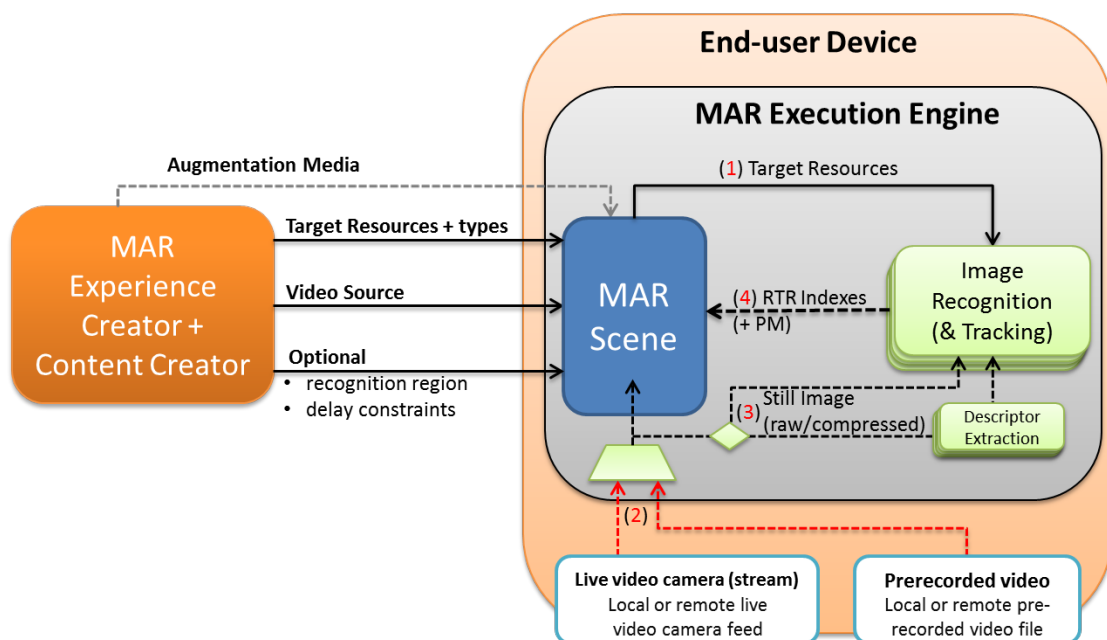 End-user Device
MAR Execution Engine
Augmentation Media
(1) Target Resources
MAR
Experience
Creator +
Content Creator
Target Resources + types
Video Source
Optional
• recognition region
• delay constraints
MAR
Scene
(4) RTR Indexes
(+ PM)
Image
Recognition
(& Tracking)
(3) Still Image
(raw/compressed)
Descriptor
Extraction
(2)
Live video camera (stream)
Local or remote live
video camera feed
Prerecorded video
Local or remote pre-
recorded video file